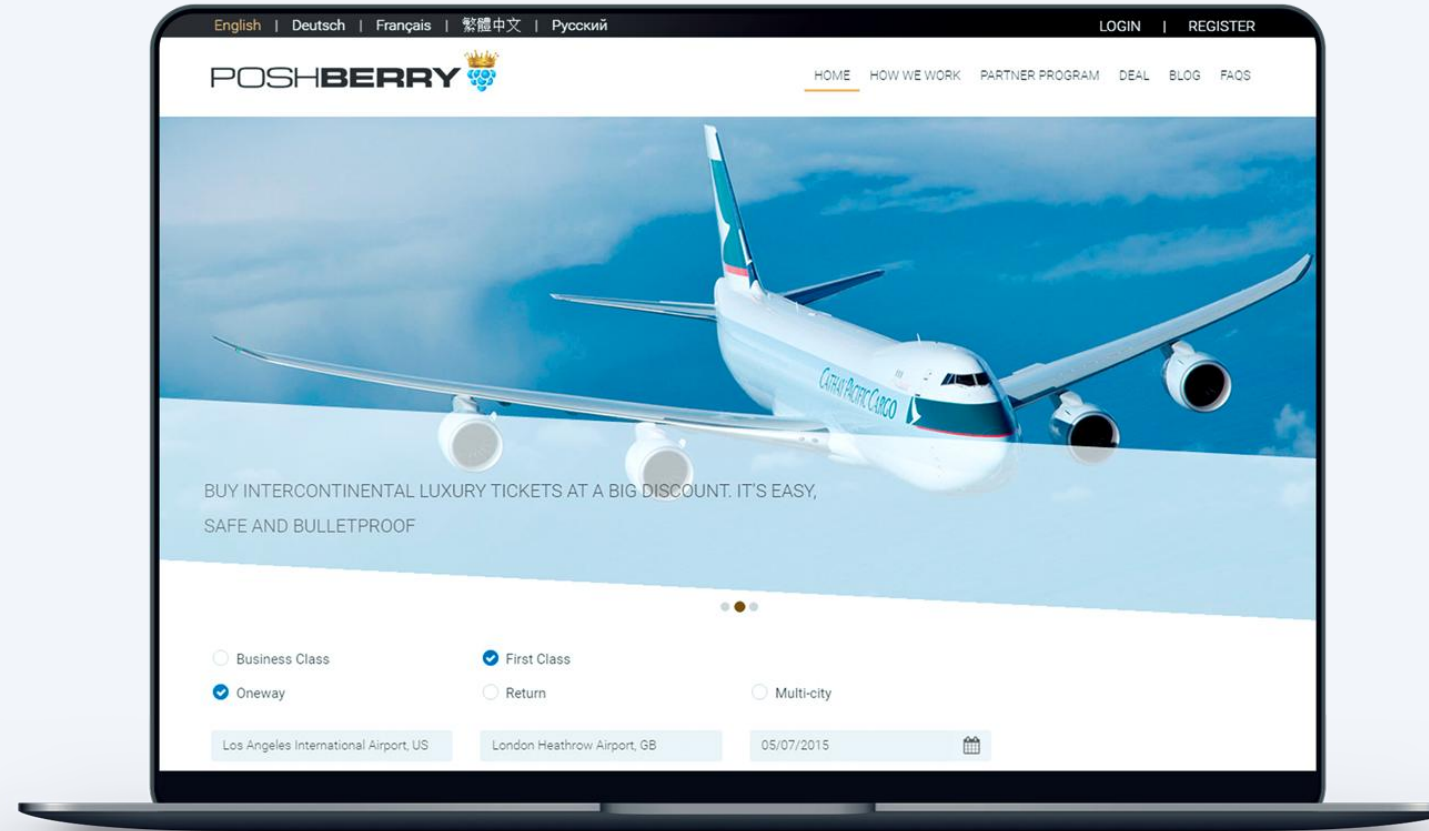 English | Deutsch | Français | 繁體中文 | Русский
LOGIN | REGISTER
POSHBERRY
HOME HOW WE WORK PARTNER PROGRAM DEAL BLOG FAQS
CATHAY PACIFIC CARGO
BUY INTERCONTINENTAL LUXURY TICKETS AT A BIG DISCOUNT. IT'S EASY,
SAFE AND BULLETPROOF
Business Class First Class
Oneway Return Multi-city
Los Angeles International Airport, US London Heathrow Airport, GB 05/07/2015